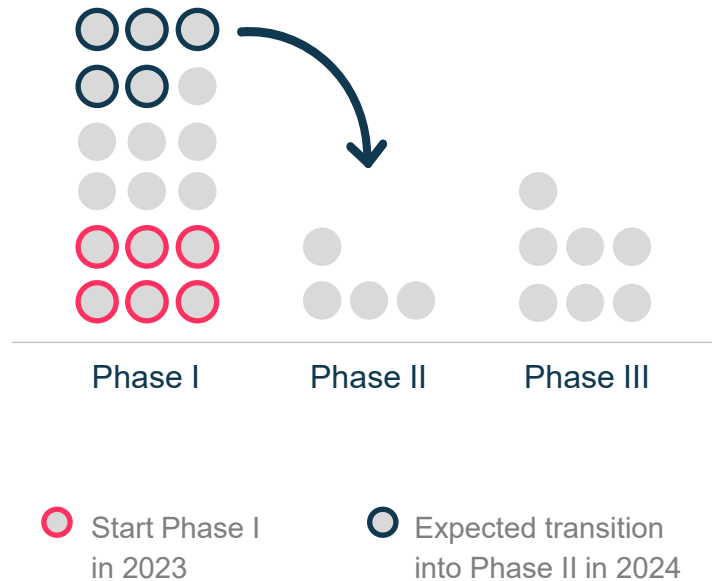 Phase I
Phase II
Phase III
Start Phase I
in 2023
Expected transition
into Phase II in 2024